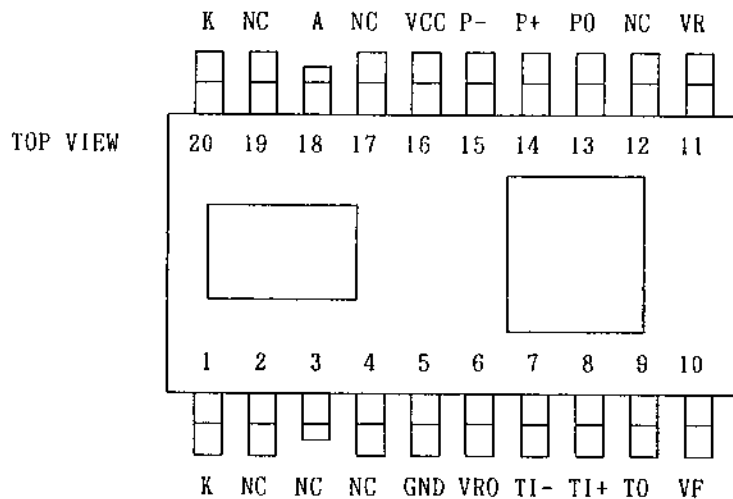 K NC A NC VCC P- P+ PO NC VR
TOP VIEW 20 19 18 17 16 15 14 13 12 11
1 2 3 4 5 6 7 8 9 10
K NC NC NC GND VRO TI- TI+ TO VF